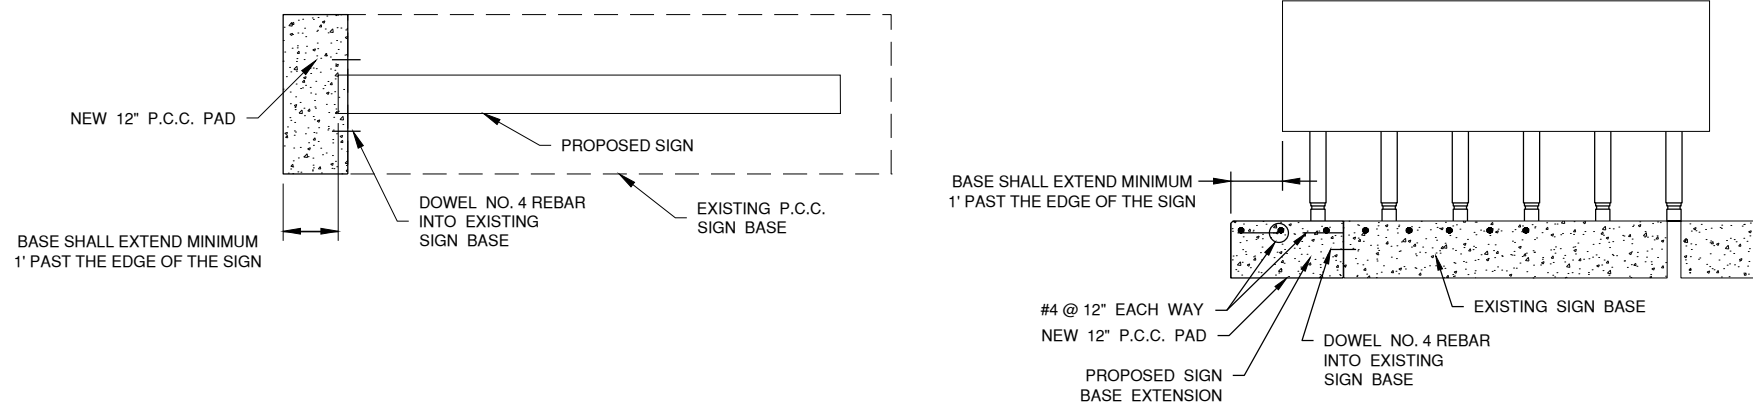 NEW 12" P.C.C. PAD
PROPOSED SIGN
DOWEL NO. 4 REBAR
INTO EXISTING
SIGN BASE
EXISTING P.C.C.
SIGN BASE
BASE SHALL EXTEND MINIMUM
1' PAST THE EDGE OF THE SIGN
BASE SHALL EXTEND MINIMUM
1' PAST THE EDGE OF THE SIGN
#4 @ 12" EACH WAY
NEW 12" P.C.C. PAD
PROPOSED SIGN
BASE EXTENSION
DOWEL NO. 4 REBAR
INTO EXISTING
SIGN BASE
EXISTING SIGN BASE